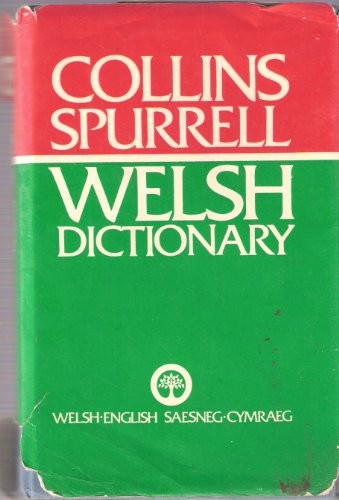 COLLINS
SPURRELL
WELSH
DICTIONARY
WELSH·ENGLISH SAESNEG·CYMRAEG